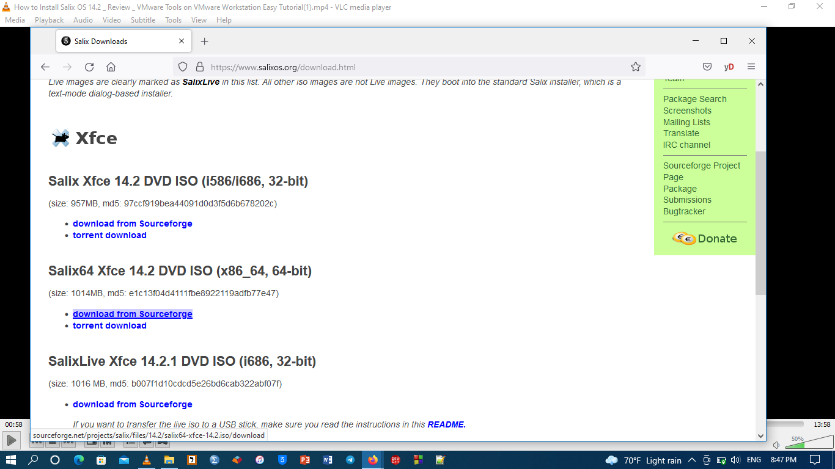 How to Install Salix OS 14.2 _ Review _ VMware Tools on VMware Workstation Easy Tutorial(1).mp4 - VLC media player
Media Playback Audio Video Subtitle Tools View Help
Salix Downloads
https://www.salixos.org/download.html
Live images are clearly marked as SalixLive in this list. All other iso images are not Live images. They boot into the standard Salix installer, which is a
text-mode dialog-based installer.
Xfce
Salix Xfce 14.2 DVD ISO (i586/i686, 32-bit)
(size: 957MB, md5: 97ccf919bea44091d0d3f5d6b678202c)
download from Sourceforge
torrent download
Salix64 Xfce 14.2 DVD ISO (x86_64, 64-bit)
(size: 1014MB, md5: e1c13f04d4111fbe8922119adfb77e47)
download from Sourceforge
torrent download
SalixLive Xfce 14.2.1 DVD ISO (i686, 32-bit)
(size: 1016 MB, md5: b007f1d10cdcd5e26bd6cab322abf07f)
download from Sourceforge
If you want to transfer the live iso to a USB stick, make sure you read the instructions in this README.
sourceforge.net/projects/salix/files/14.2/salix64-xfce-14.2.iso/download
Team
Package Search
Screenshots
Mailing Lists
Translate
IRC channel
Sourceforge Project
Page
Package
Submissions
Bugtracker
Donate
00:58
13:58
50%
70°F Light rain
ENG
8:47 PM